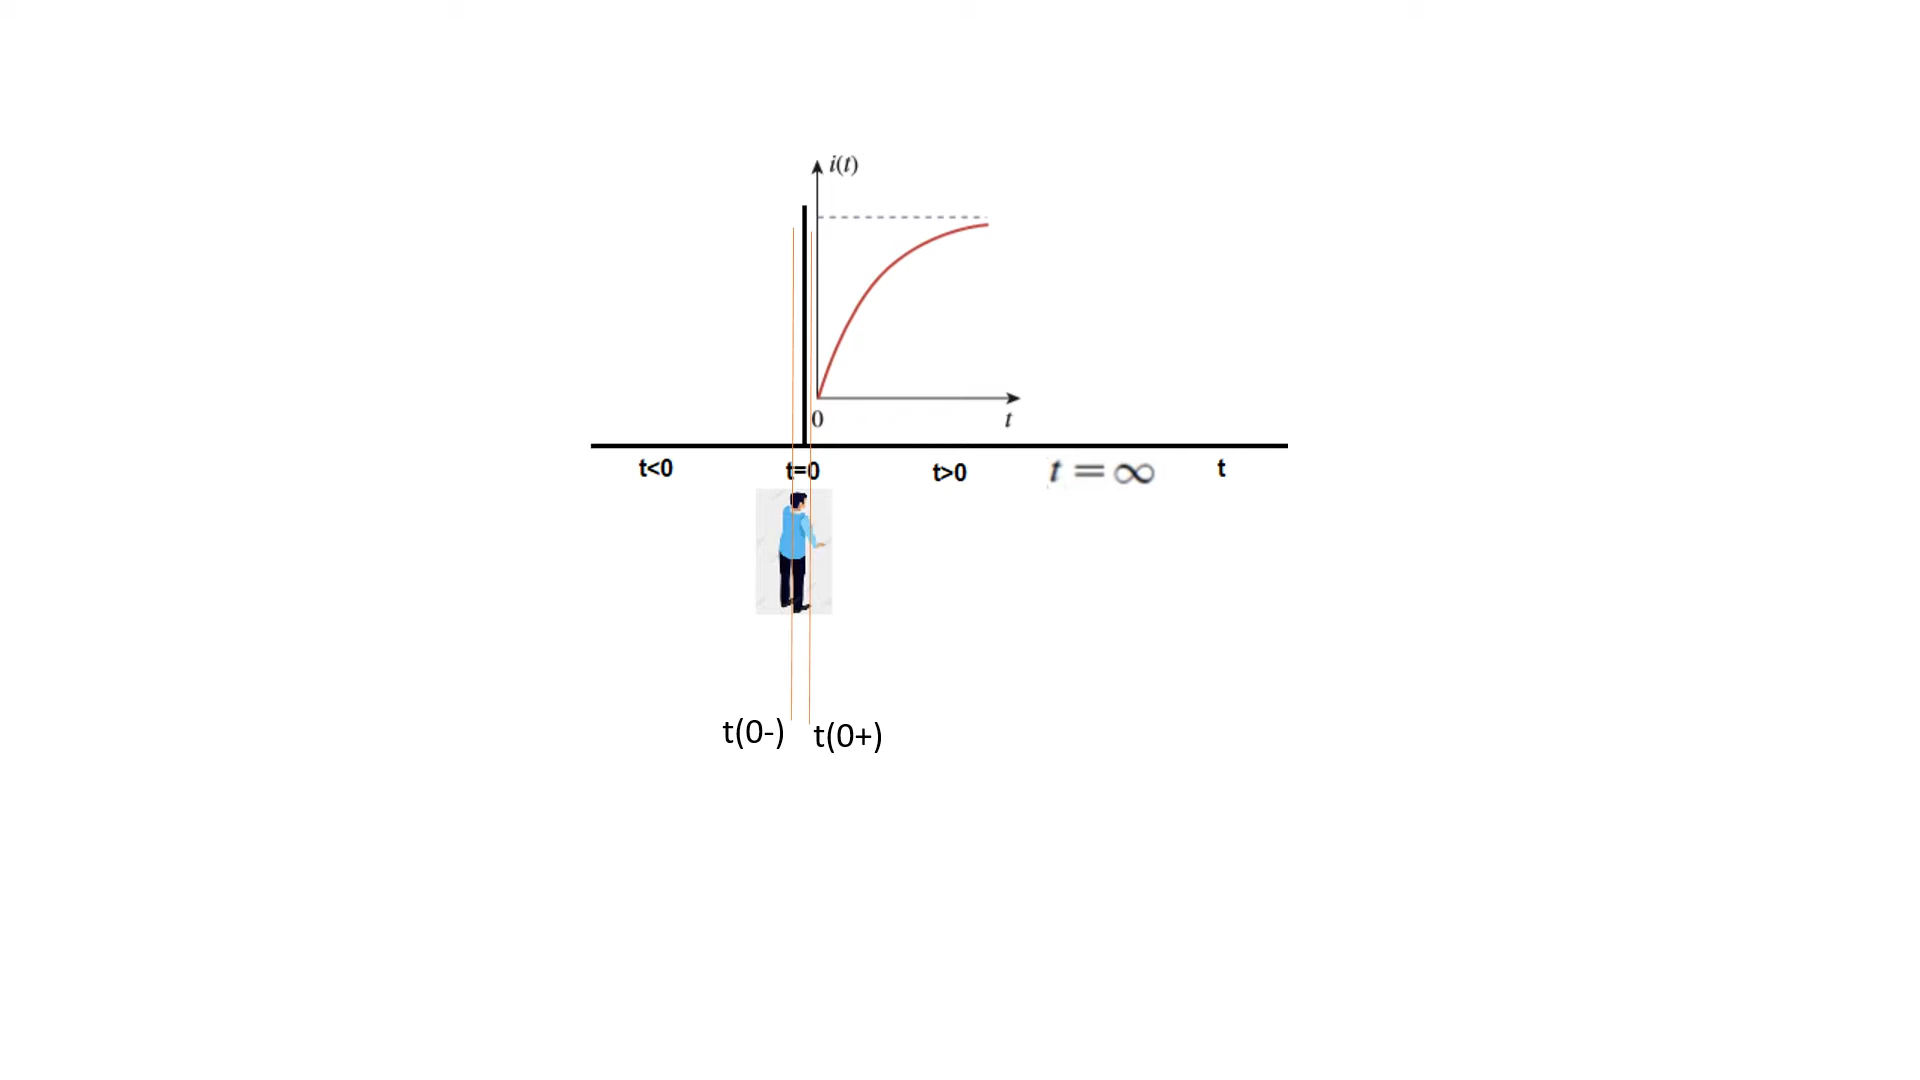 i(t)
0
t
t<0 t=0 t>0 t = ∞ t
t(0-) t(0+)